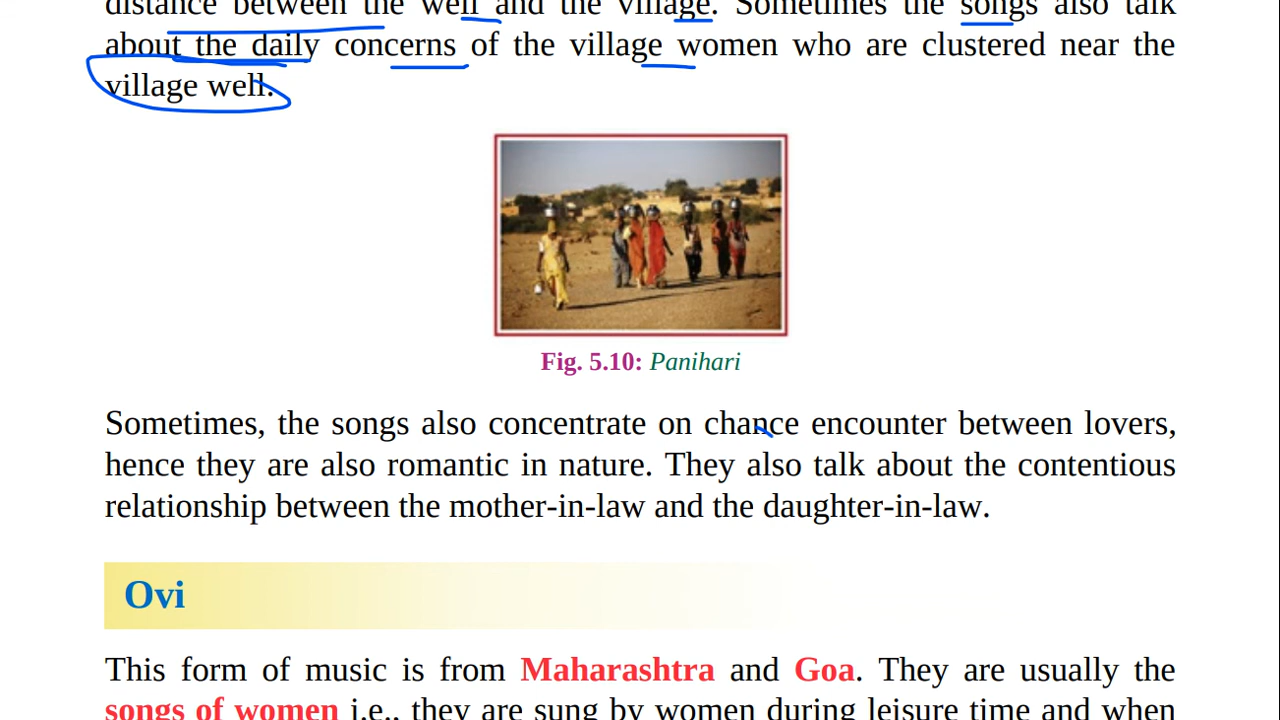 distance between the well and the village. Sometimes the songs also talk
about the daily concerns of the village women who are clustered near the
village well.
Fig. 5.10: Panihari
Sometimes, the songs also concentrate on chance encounter between lovers,
hence they are also romantic in nature. They also talk about the contentious
relationship between the mother-in-law and the daughter-in-law.
Ovi
This form of music is from Maharashtra and Goa. They are usually the
songs of women i.e., they are sung by women during leisure time and when